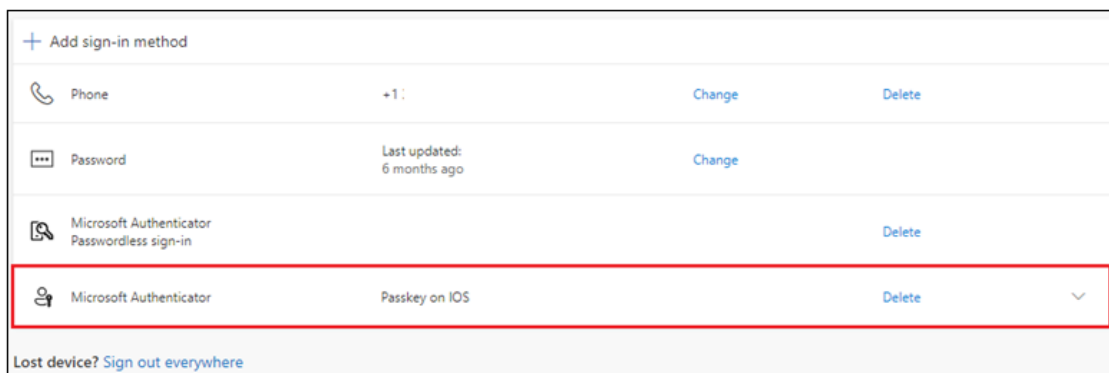 Add sign-in method
Phone +1 Change Delete
Password Last updated: Change
6 months ago
Microsoft Authenticator
Passwordless sign-in Delete
Microsoft Authenticator Passkey on IOS Delete
Lost device? Sign out everywhere